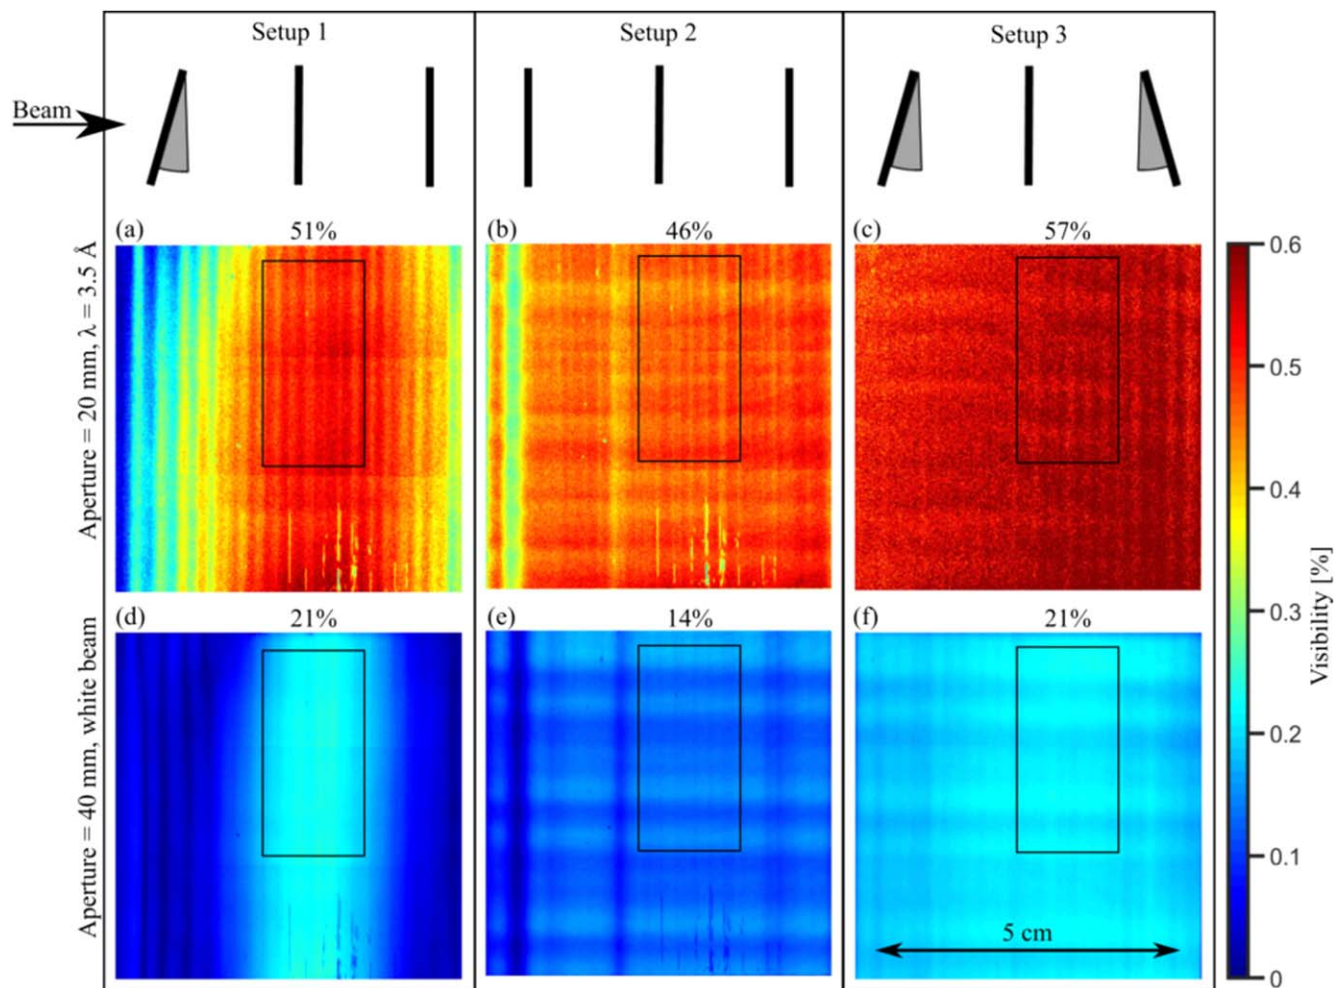 Setup 1
Setup 2
Setup 3
Beam
(a)
51%
(b)
46%
(c)
57%
Aperture = 20 mm, λ = 3.5 Å
0.6
0.5
0.4
0.3
0.2
0.1
0
Visibility [%]
(d)
21%
(e)
14%
(f)
21%
Aperture = 40 mm, white beam
5 cm